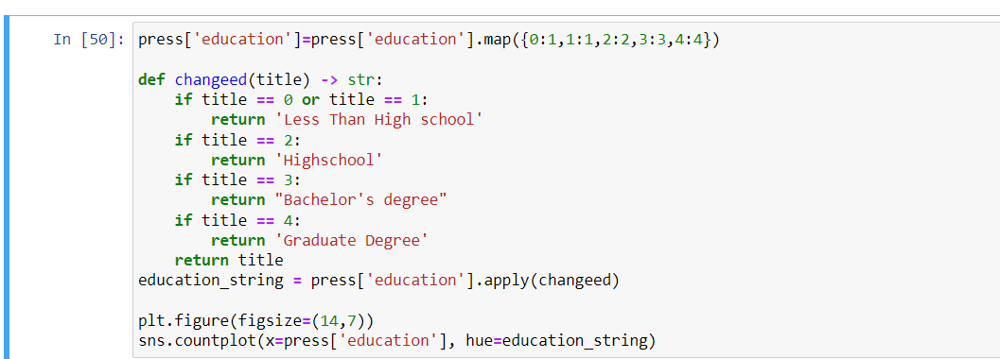 In [50]: press['education']=press['education'].map({0:1,1:1,2:2,3:3,4:4})
def changeed(title) -> str:
if title == 0 or title == 1:
return 'Less Than High school'
if title == 2:
return 'Highschool'
if title == 3:
return "Bachelor's degree"
if title == 4:
return 'Graduate Degree'
return title
education_string = press['education'].apply(changeed)
plt.figure(figsize=(14,7))
sns.countplot(x=press['education'], hue=education_string)